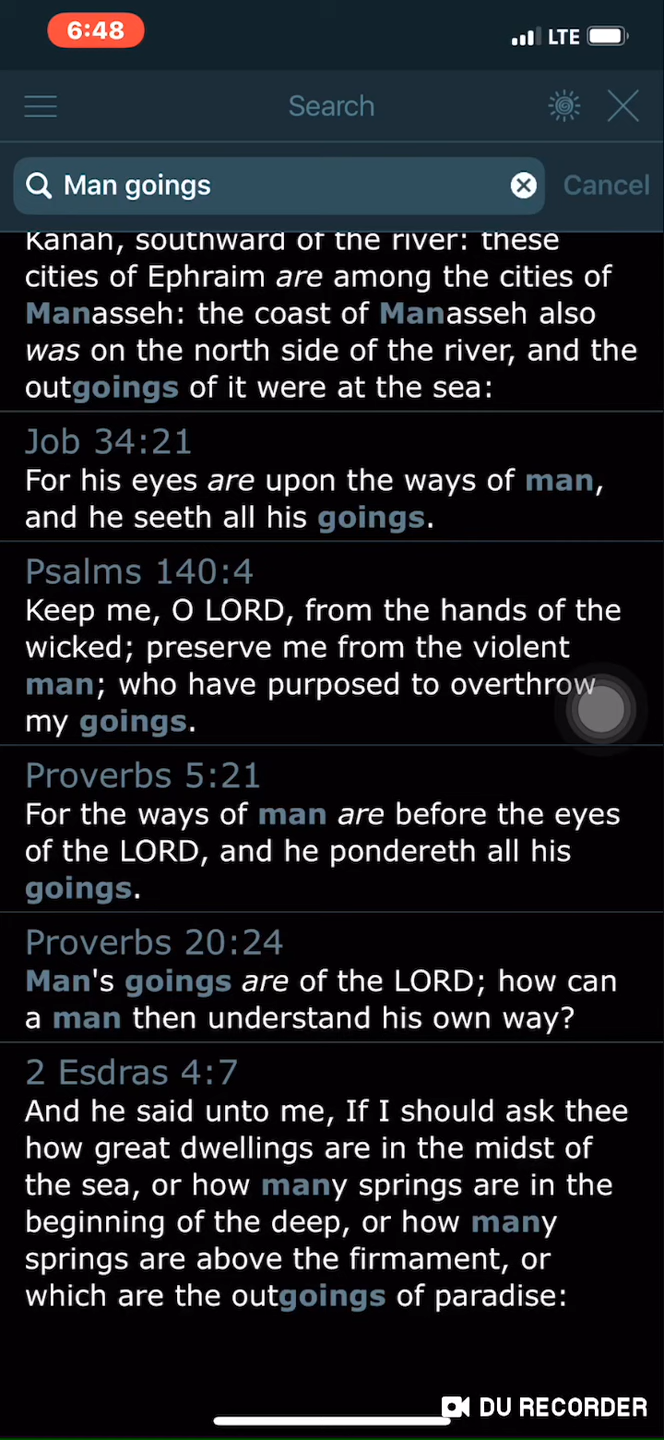 6:48
LTE
Search
Man goings
Cancel
Kanah, southward of the river: these
cities of Ephraim are among the cities of
Manasseh: the coast of Manasseh also
was on the north side of the river, and the
outgoings of it were at the sea:
Job 34:21
For his eyes are upon the ways of man,
and he seeth all his goings.
Psalms 140:4
Keep me, O LORD, from the hands of the
wicked; preserve me from the violent
man; who have purposed to overthrow
my goings.
Proverbs 5:21
For the ways of man are before the eyes
of the LORD, and he pondereth all his
goings.
Proverbs 20:24
Man's goings are of the LORD; how can
a man then understand his own way?
2 Esdras 4:7
And he said unto me, If I should ask thee
how great dwellings are in the midst of
the sea, or how many springs are in the
beginning of the deep, or how many
springs are above the firmament, or
which are the outgoings of paradise:
DU RECORDER